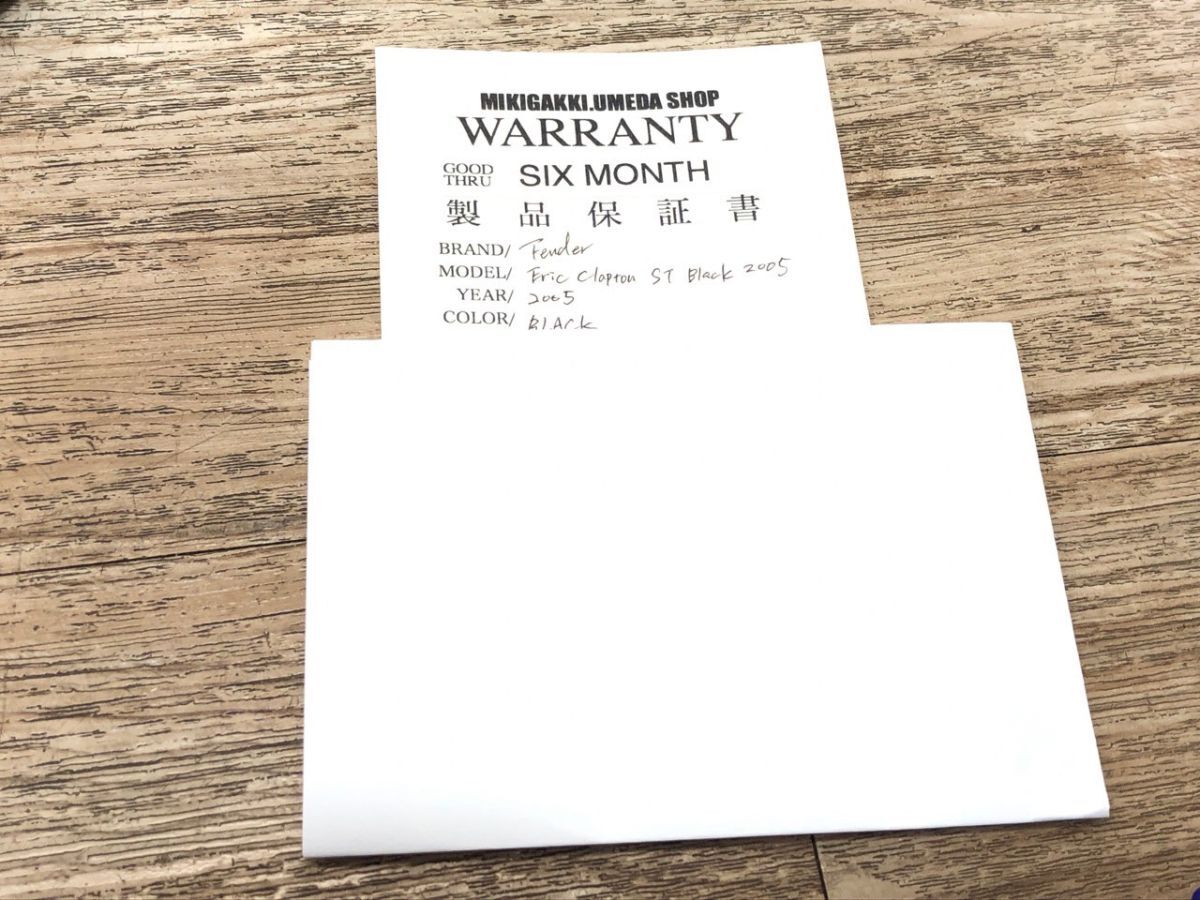 MIKIGAKKI.UMEDA SHOP
WARRANTY
GOOD THRU SIX MONTH
製品保証書
BRAND/ Fender
MODEL/ Eric Clapton ST Black 2005
YEAR/ 2005
COLOR/ BLACK